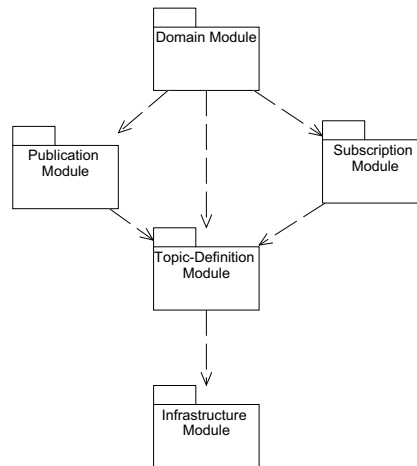 Domain Module
Publication
Module
Subscription
Module
Topic-Definition
Module
Infrastructure
Module